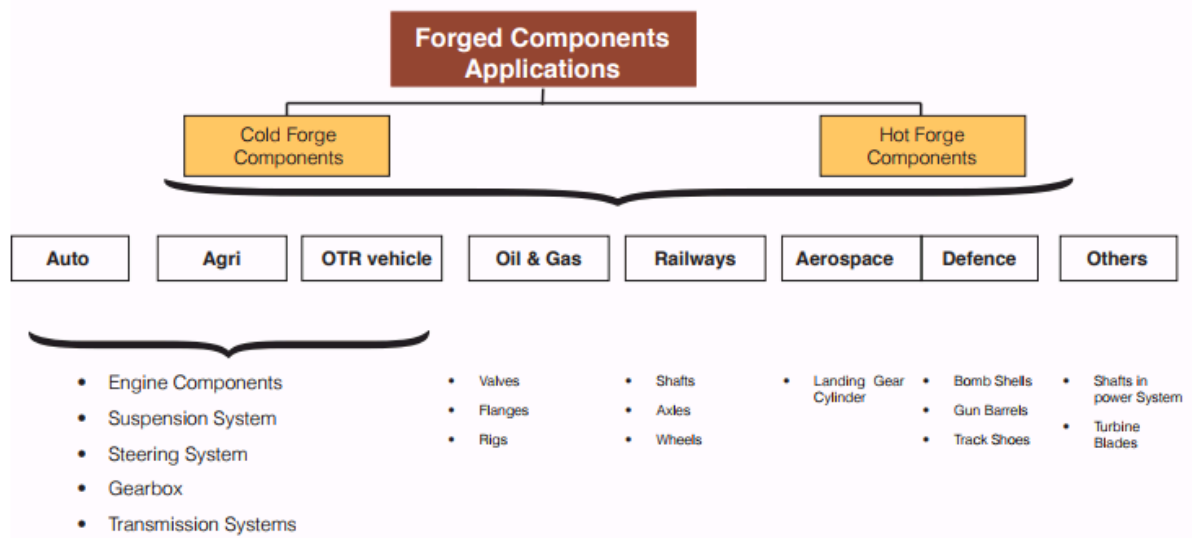 Forged Components
Applications
Cold Forge
Components
Hot Forge
Components
Auto
Agri
OTR vehicle
Oil & Gas
Railways
Aerospace
Defence
Others
• Engine Components
• Suspension System
• Steering System
• Gearbox
• Transmission Systems
• Valves
• Flanges
• Rigs
• Shafts
• Axles
• Wheels
• Landing Gear
Cylinder
• Bomb Shells
• Gun Barrels
• Track Shoes
• Shafts in
power System
• Turbine
Blades